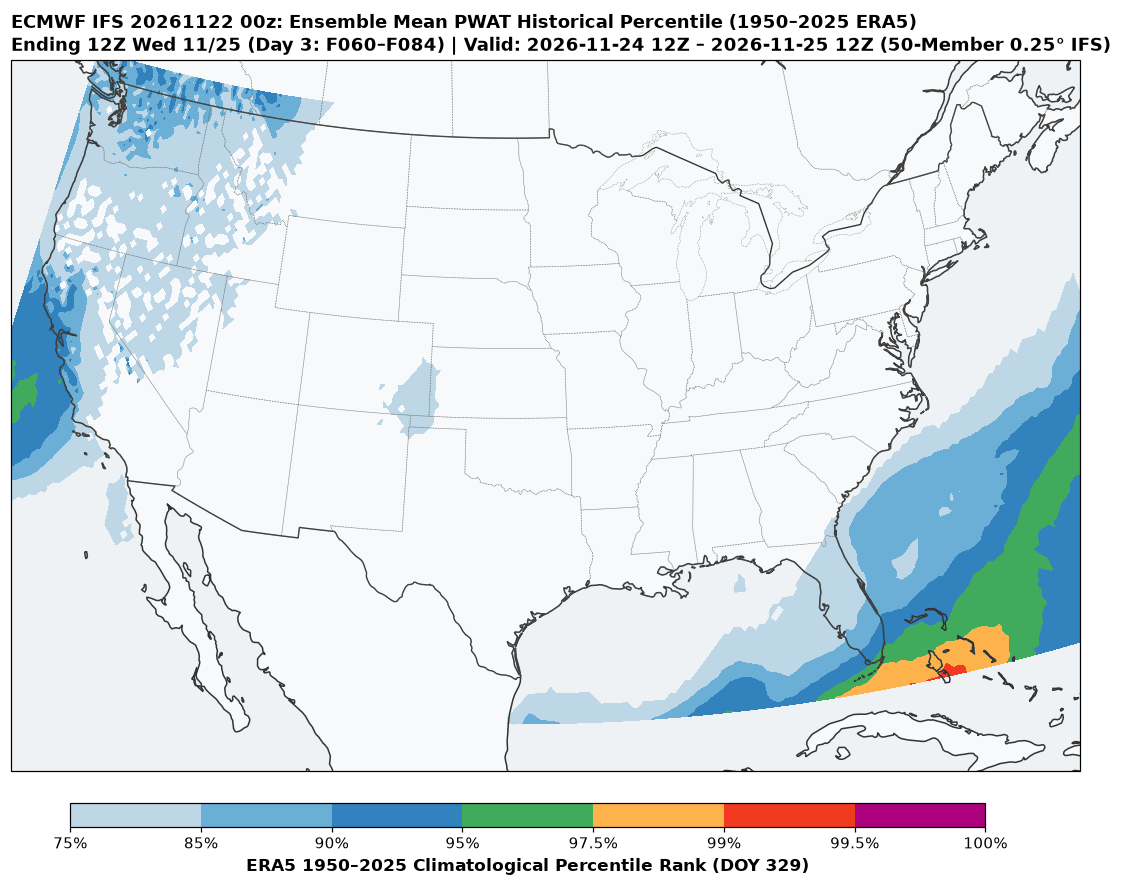 ECMWF IFS 20261122 00z: Ensemble Mean PWAT Historical Percentile (1950–2025 ERA5)
Ending 12Z Wed 11/25 (Day 3: F060–F084) | Valid: 2026-11-24 12Z – 2026-11-25 12Z (50-Member 0.25° IFS)
75% 85% 90% 95% 97.5% 99% 99.5% 100%
ERA5 1950–2025 Climatological Percentile Rank (DOY 329)